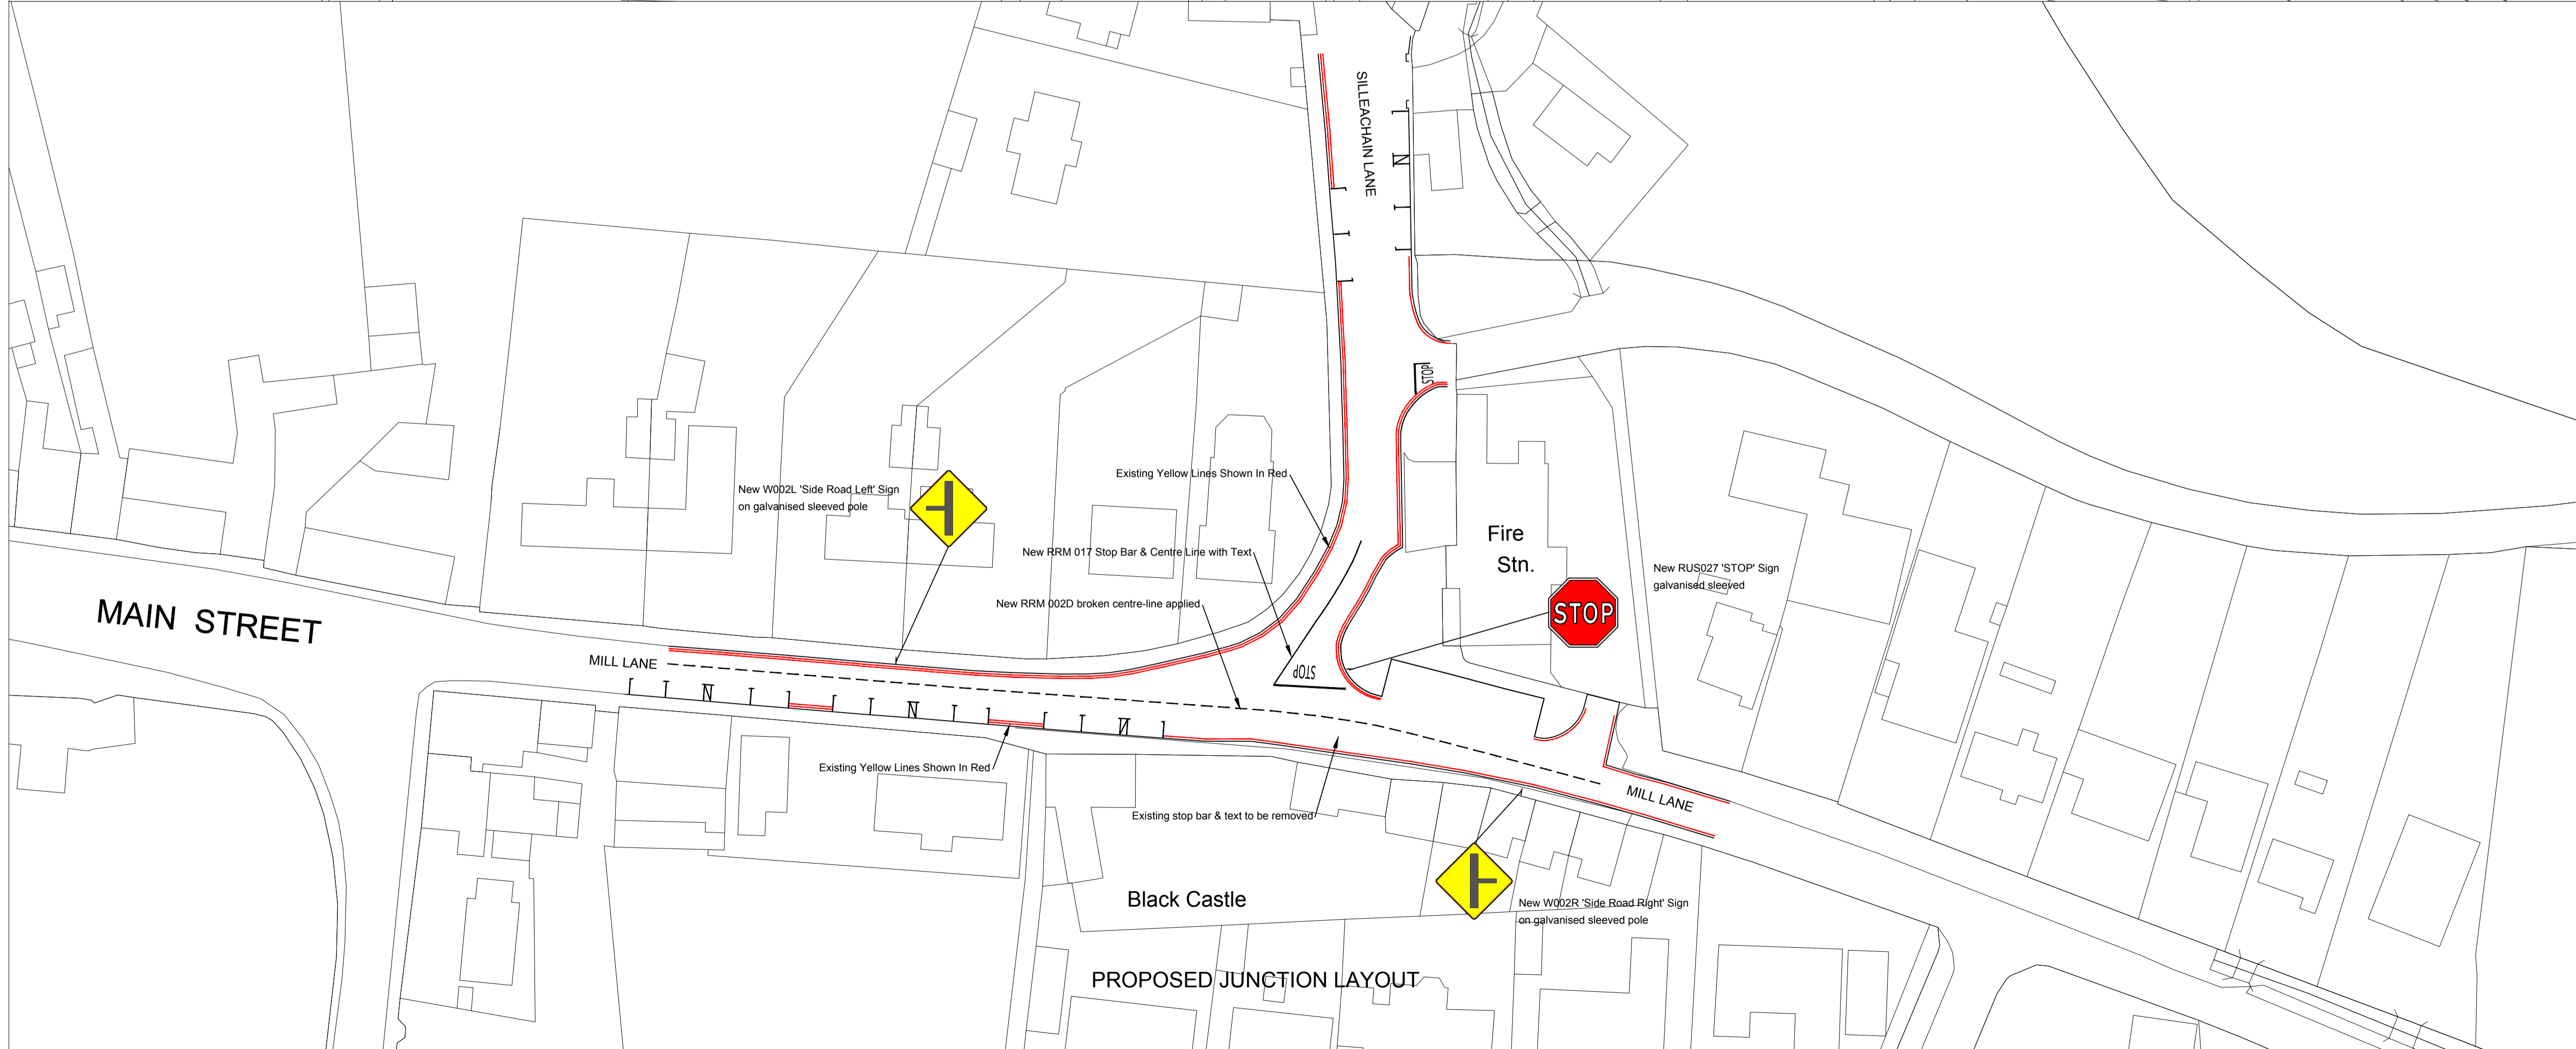 SILLEACHAIN LANE
STOP
Existing Yellow Lines Shown In Red
New W002L 'Side Road Left' Sign
on galvanised sleeved pole
New RRM 017 Stop Bar & Centre Line with Text
Fire
Stn.
New RUS027 'STOP' Sign
galvanised sleeved
STOP
New RRM 002D broken centre-line applied
MAIN STREET
MILL LANE
STOP
N
N
N
N
Existing Yellow Lines Shown In Red
MILL LANE
Existing stop bar & text to be removed
Black Castle
New W002R 'Side Road Right' Sign
on galvanised sleeved pole
PROPOSED JUNCTION LAYOUT